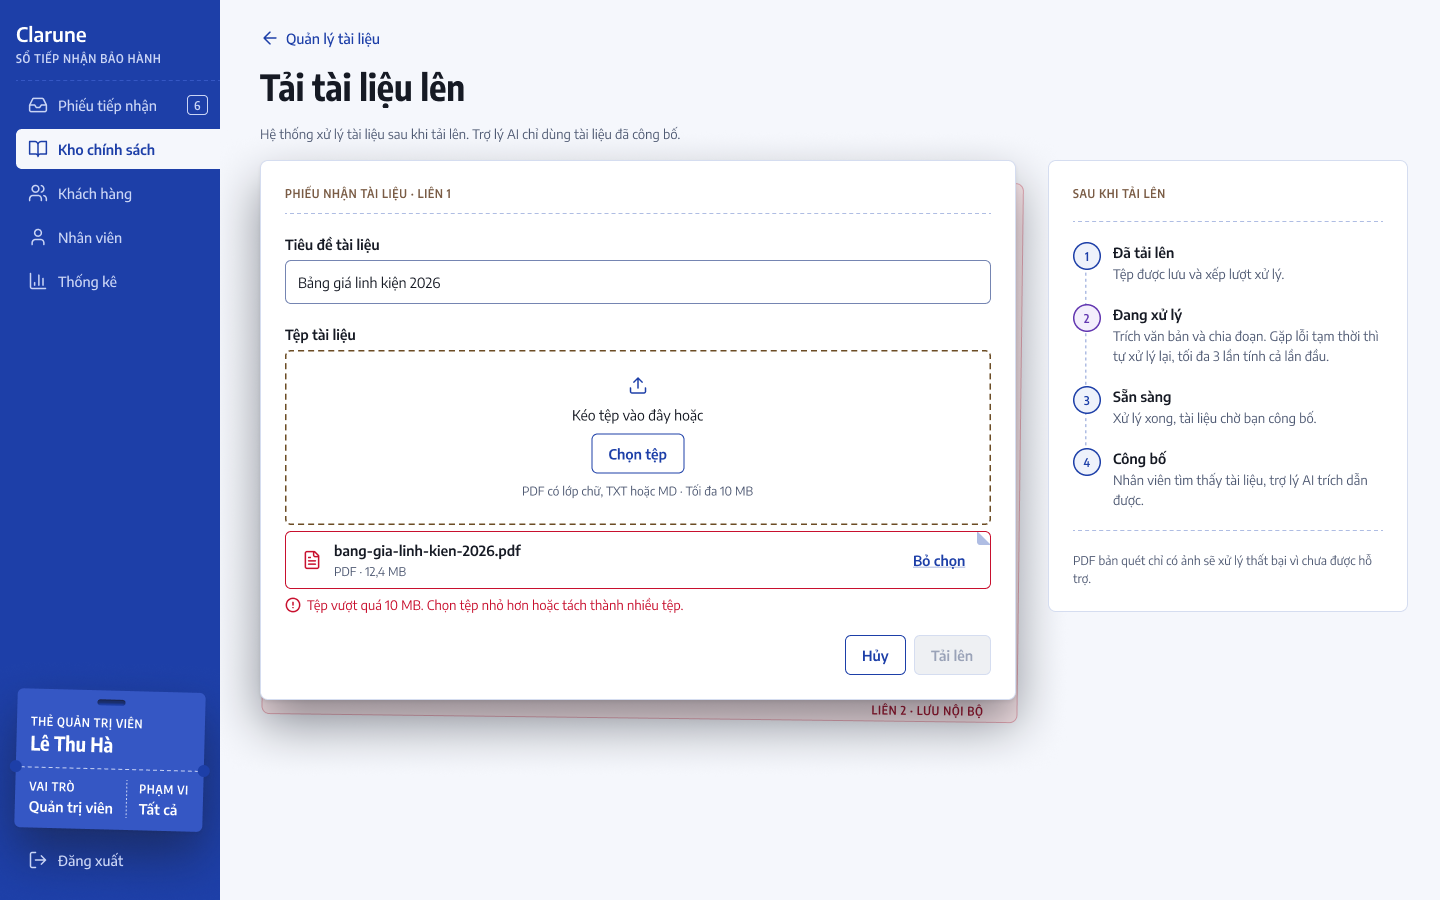 Clarune
SỔ TIẾP NHẬN BẢO HÀNH
Phiếu tiếp nhận 6
Kho chính sách
Khách hàng
Nhân viên
Thống kê
THẺ QUẢN TRỊ VIÊN
Lê Thu Hà
VAI TRÒ
Quản trị viên
PHẠM VI
Tất cả
Đăng xuất
Quản lý tài liệu
Tải tài liệu lên
Hệ thống xử lý tài liệu sau khi tải lên. Trợ lý AI chỉ dùng tài liệu đã công bố.
PHIẾU NHẬN TÀI LIỆU · LIÊN 1
Tiêu đề tài liệu
Bảng giá linh kiện 2026
Tệp tài liệu
Kéo tệp vào đây hoặc
Chọn tệp
PDF có lớp chữ, TXT hoặc MD · Tối đa 10 MB
bang-gia-linh-kien-2026.pdf
PDF · 12,4 MB
Bỏ chọn
Tệp vượt quá 10 MB. Chọn tệp nhỏ hơn hoặc tách thành nhiều tệp.
Hủy
Tải lên
LIÊN 2 · LƯU NỘI BỘ
SAU KHI TẢI LÊN
1 Đã tải lên
Tệp được lưu và xếp lượt xử lý.
2 Đang xử lý
Trích văn bản và chia đoạn. Gặp lỗi tạm thời thì
tự xử lý lại, tối đa 3 lần tính cả lần đầu.
3 Sẵn sàng
Xử lý xong, tài liệu chờ bạn công bố.
4 Công bố
Nhân viên tìm thấy tài liệu, trợ lý AI trích dẫn
được.
PDF bản quét chỉ có ảnh sẽ xử lý thất bại vì chưa được hỗ
trợ.